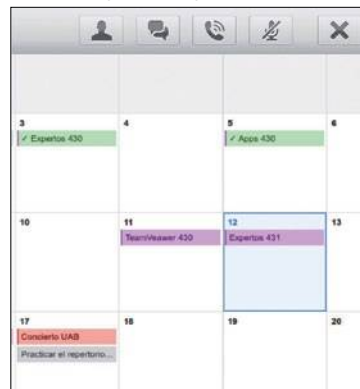 3 4 5 6
✓ Expertos 430 ✓ Apps 430
10 11 12 13
TeamVeawer 430 Expertos 431
17 18 19 20
Concierto UAB
Practicar el repertorio...